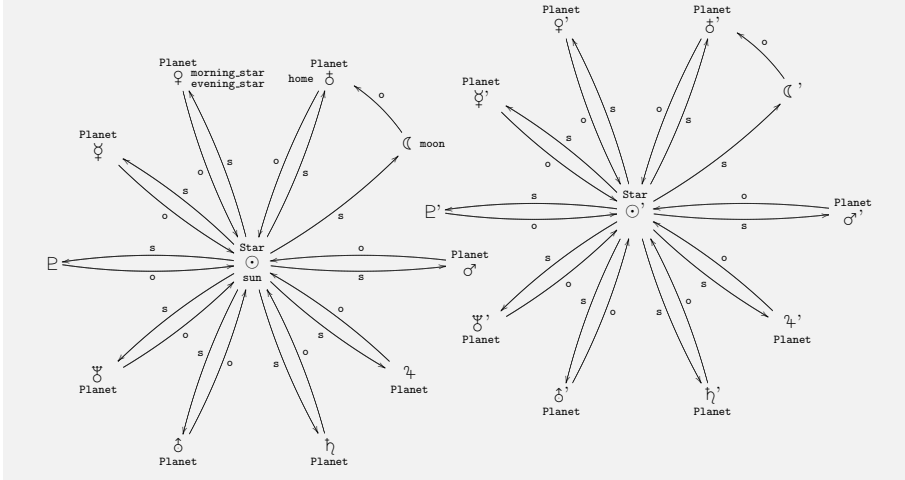 Planet
♀ morning_star
evening_star
s
o
Planet
home ♁
s
o
o
☾ moon
s
Planet
☿
s
o
♇
s
o
Star
☉
sun
o
s
Planet
♂
s
o
♆
Planet
s
o
♅
Planet
s
o
♄
Planet
o
s
♃
Planet
Planet
♀’
s
o
Planet
♁’
o
s
o
☾’
s
Planet
☿’
s
o
♇’
s
o
Star
☉’
o
s
Planet
♂’
s
o
♆’
Planet
s
o
♅’
Planet
s
o
♄’
Planet
o
s
♃’
Planet